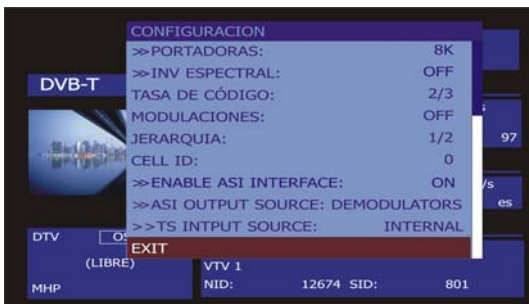 CONFIGURACION
>>PORTADORAS: 8K
>>INV ESPECTRAL: OFF
TASA DE CÓDIGO: 2/3
MODULACIONES: OFF
JERARQUIA: 1/2
CELL ID: 0
>>ENABLE ASI INTERFACE: ON
>>ASI OUTPUT SOURCE: DEMODULATORS
>>TS INTPUT SOURCE: INTERNAL
EXIT
DVB-T
97
/s
es
DTV
(LIBRE)
MHP
VTV 1
NID: 12674 SID: 801